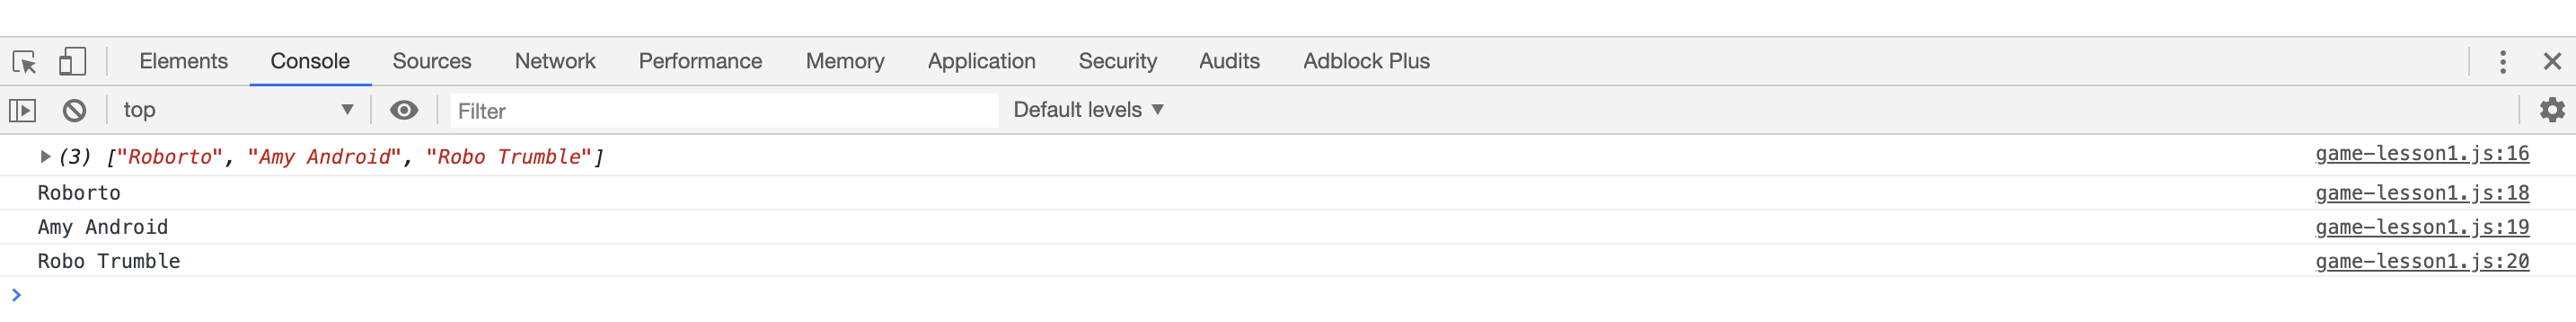 Elements Console Sources Network Performance Memory Application Security Audits Adblock Plus
top Filter Default levels
(3) ["Roborto", "Amy Android", "Robo Trumble"] game-lesson1.js:16
Roborto game-lesson1.js:18
Amy Android game-lesson1.js:19
Robo Trumble game-lesson1.js:20